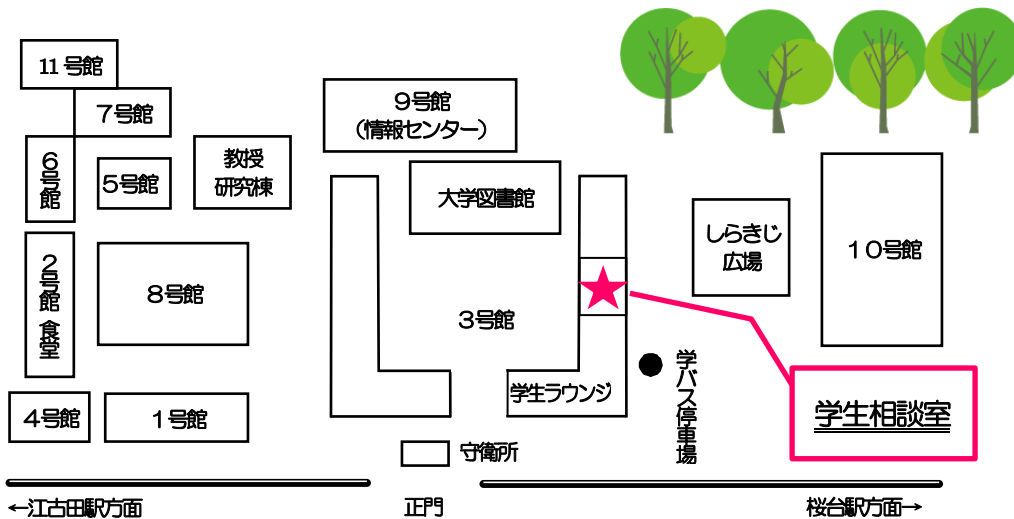 11号館
7号館
9号館
(情報センター)
6号館
5号館
教授
研究棟
大学図書館
しらきじ
広場
10号館
2号館 食堂
8号館
3号館
学バス停車場
学生ラウンジ
学生相談室
4号館
1号館
守衛所
←江古田駅方面
正門
桜台駅方面→